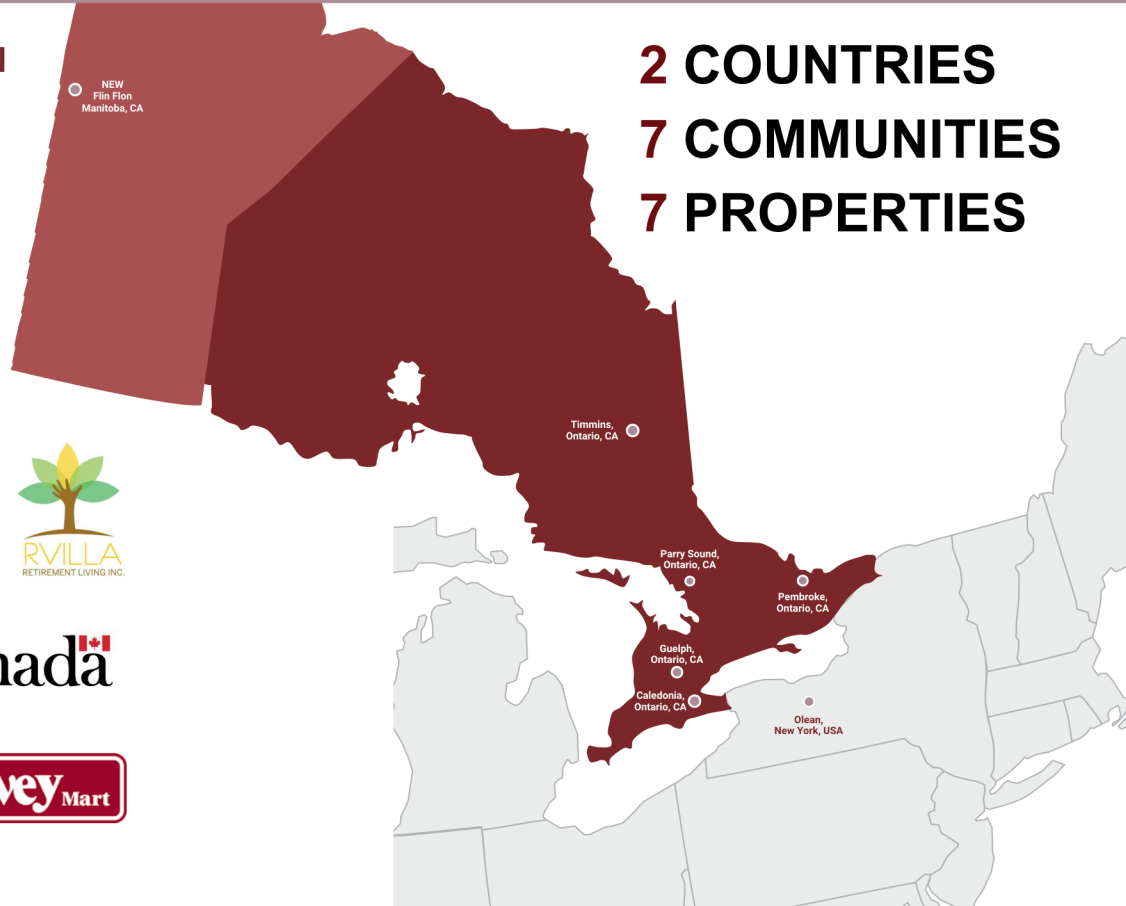 2 COUNTRIES
7 COMMUNITIES
7 PROPERTIES
NEW
Flin Flon
Manitoba, CA
Timmins,
Ontario, CA
Parry Sound,
Ontario, CA
Pembroke,
Ontario, CA
Guelph,
Ontario, CA
Caledonia,
Ontario, CA
Olean,
New York, USA
RVILLA
RETIREMENT LIVING INC.
nada
vey Mart